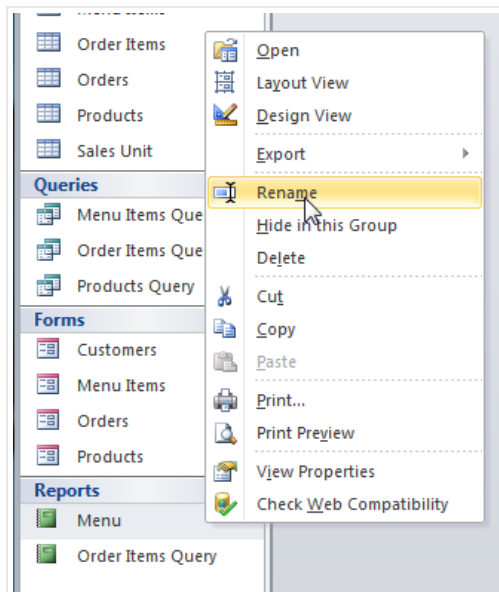 Order Items
Orders
Products
Sales Unit
Queries
Menu Items Que
Order Items Que
Products Query
Forms
Customers
Menu Items
Orders
Products
Reports
Menu
Order Items Query
Open
Layout View
Design View
Export
Rename
Hide in this Group
Delete
Cut
Copy
Paste
Print...
Print Preview
View Properties
Check Web Compatibility